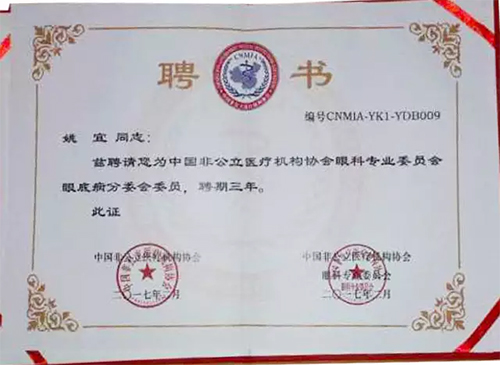 CNMIA
聘 书
编号CNMIA-YK1-YDB009
姚 宜 同志:
兹聘请您为中国非公立医疗机构协会眼科专业委员会
眼底病分委会委员，聘期三年。
此证
中国非公立医疗机构协会 中国非公立医疗机构协会
眼科专业委员会
二〇一七年二月 二〇一七年二月